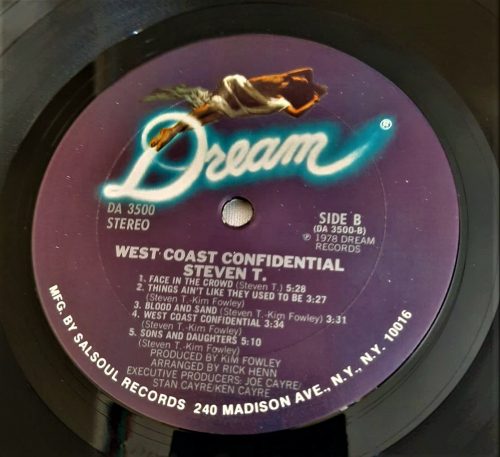 Dream ®
DA 3500
STEREO
SIDE B
(DA 3500-B)
℗ 1978 DREAM
RECORDS
WEST COAST CONFIDENTIAL
STEVEN T.
1. FACE IN THE CROWD (Steven T.) 5:28
2. THINGS AIN'T LIKE THEY USED TO BE 3:27
(Steven T.-Kim Fowley)
3. BLOOD AND SAND (Steven T.-Kim Fowley) 3:31
4. WEST COAST CONFIDENTIAL 3:34
(Steven T.-Kim Fowley)
5. SONS AND DAUGHTERS 5:10
(Steven T.-Kim Fowley)
PRODUCED BY KIM FOWLEY
ARRANGED BY RICK HENN
EXECUTIVE PRODUCERS: JOE CAYRE/
STAN CAYRE/KEN CAYRE
MFG. BY SALSOUL RECORDS 240 MADISON AVE., N.Y., N.Y. 10016